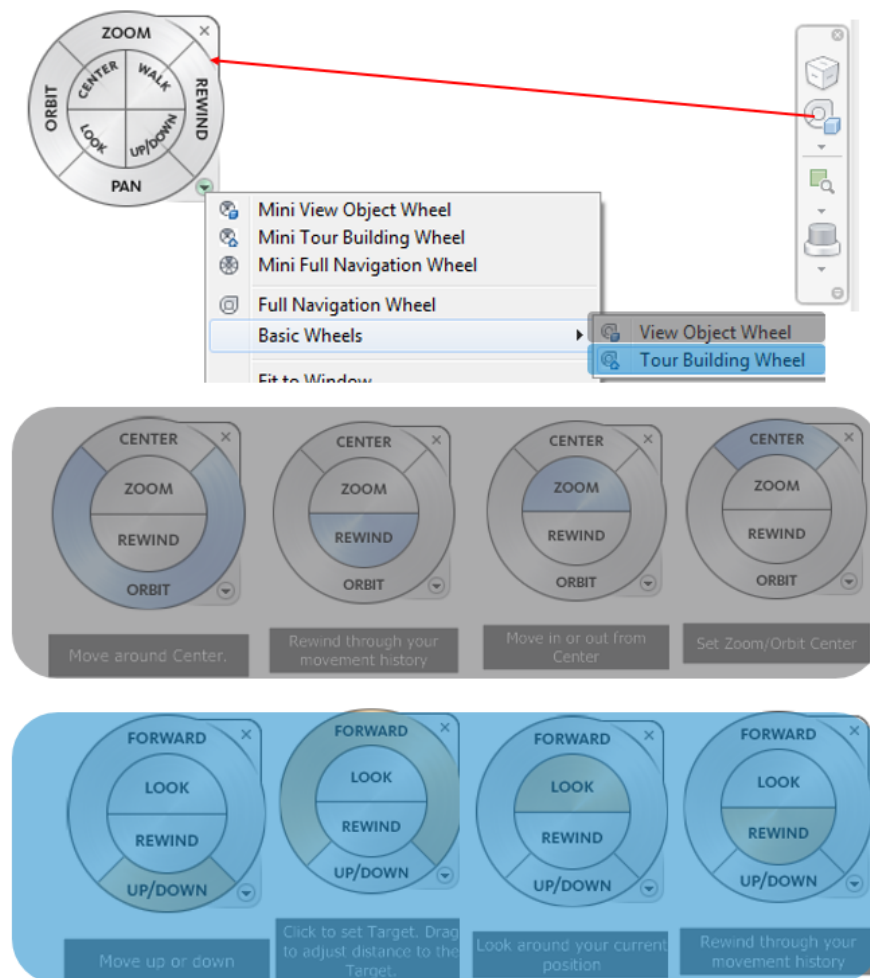 ZOOM
CENTER
WALK
ORBIT
REWIND
LOOK
UP/DOWN
PAN
Mini View Object Wheel
Mini Tour Building Wheel
Mini Full Navigation Wheel
Full Navigation Wheel
Basic Wheels
View Object Wheel
Tour Building Wheel
Fit to Window
CENTER
ZOOM
REWIND
ORBIT
Move around Center.
CENTER
ZOOM
REWIND
ORBIT
Rewind through your
movement history
CENTER
ZOOM
REWIND
ORBIT
Move in or out from
Center
CENTER
ZOOM
REWIND
ORBIT
Set Zoom/Orbit Center
FORWARD
LOOK
REWIND
UP/DOWN
Move up or down
FORWARD
LOOK
REWIND
UP/DOWN
Click to set Target. Drag
to adjust distance to the
Target.
FORWARD
LOOK
REWIND
UP/DOWN
Look around your current
position
FORWARD
LOOK
REWIND
UP/DOWN
Rewind through your
movement history